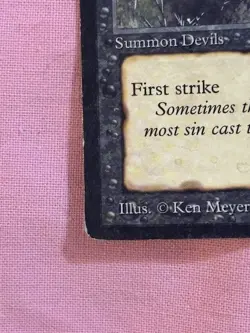 Summon Devils
First strike
Sometimes
most sin cast
Illus. © Ken Meyer